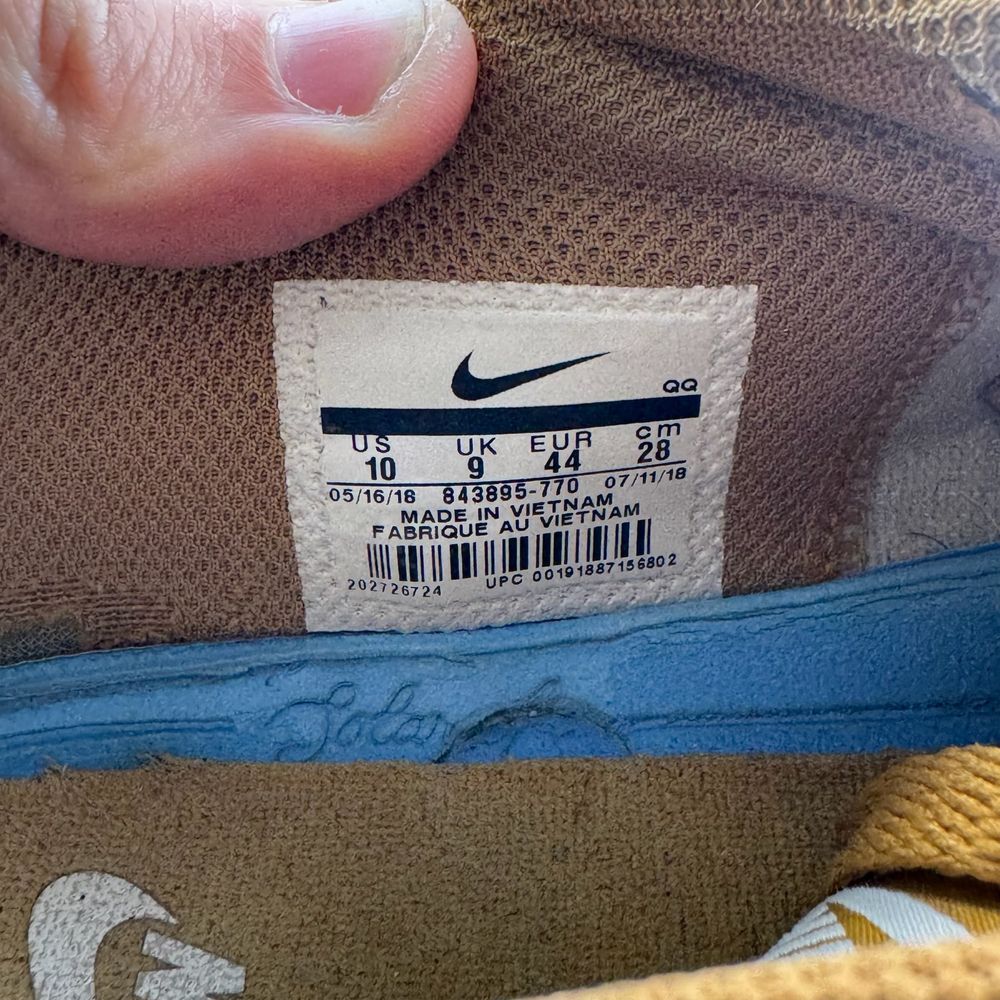 QQ
US UK EUR cm
10 9 44 28
05/16/18 843895-770 07/11/18
MADE IN VIETNAM
FABRIQUE AU VIETNAM
202726724 UPC 00191887156802
Solar